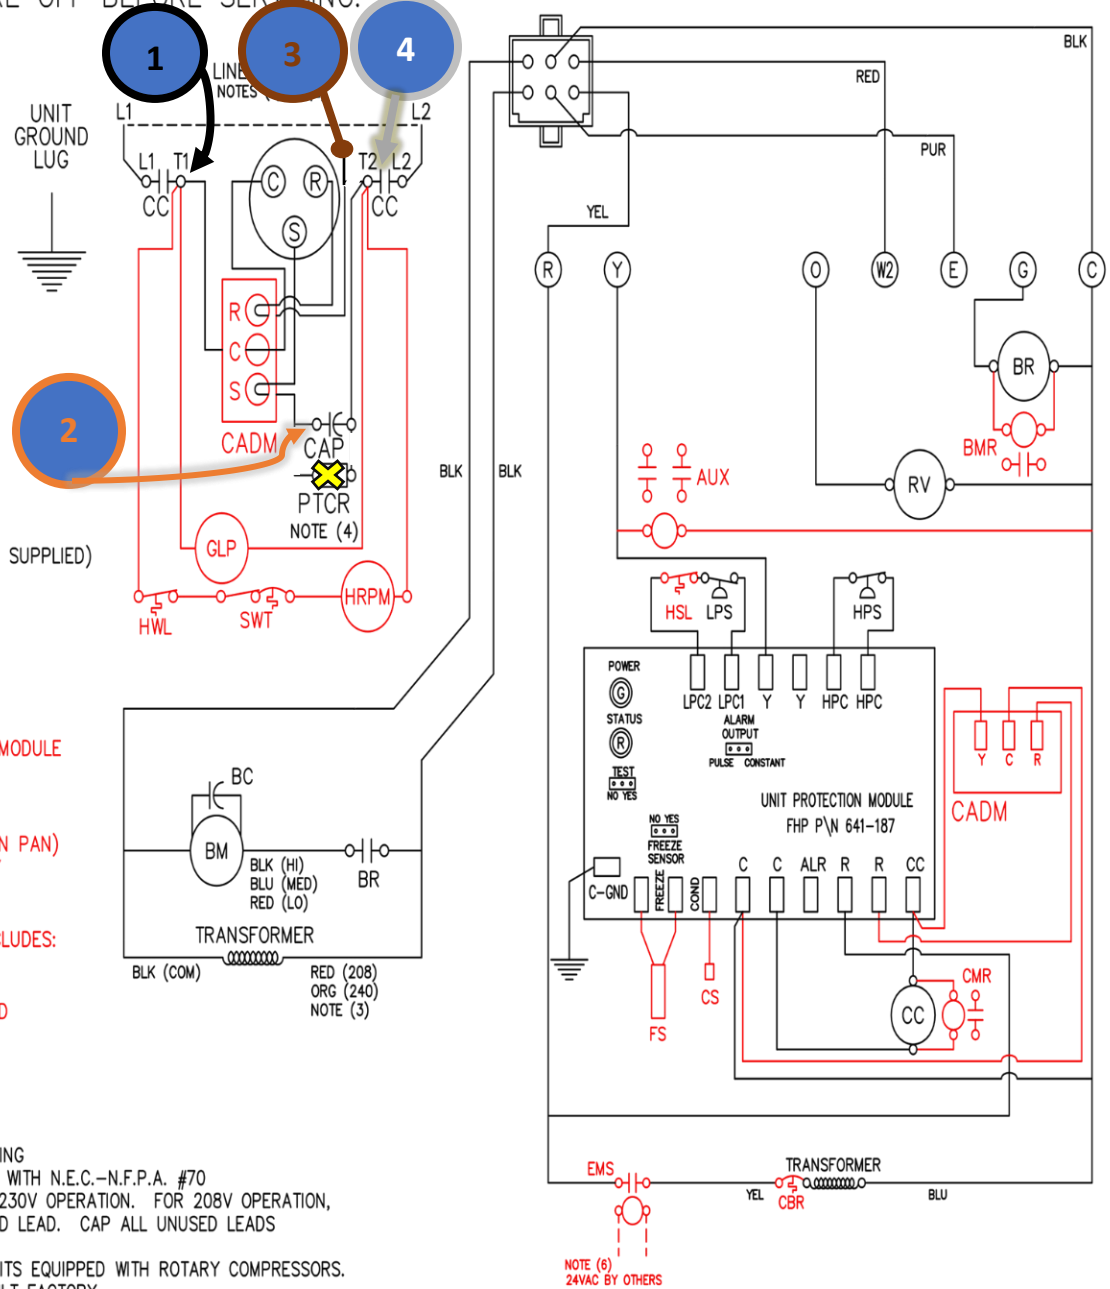 BEFORE SERVICING.
1
3
4
2
LINE
NOTES (
UNIT
GROUND
LUG
L1
L2
L1 T1
T2 L2
CC
CC
C
R
S
R
C
S
CADM
CAP
PTCR
NOTE (4)
GLP
SUPPLIED)
HWL
SWT
HRPM
BLK
BLK
BLK
RED
PUR
YEL
R
Y
O
W2
E
G
C
BR
BMR
AUX
RV
HSL LPS
HPS
POWER
G
STATUS
R
TEST
NO YES
LPC2 LPC1 Y Y HPC HPC
ALARM
OUTPUT
PULSE CONSTANT
UNIT PROTECTION MODULE
FHP P\N 641-187
NO YES
FREEZE
SENSOR
C-GND
FREEZE
COND
C C ALR R R CC
Y C R
CADM
FS
CS
CC
CMR
MODULE
N PAN)
CLUDES:
D
BC
BM
BLK (HI)
BLU (MED)
RED (LO)
BR
TRANSFORMER
BLK (COM)
RED (208)
ORG (240)
NOTE (3)
ING
WITH N.E.C.-N.F.P.A. #70
230V OPERATION. FOR 208V OPERATION,
D LEAD. CAP ALL UNUSED LEADS
ITS EQUIPPED WITH ROTARY COMPRESSORS.
EMS
YEL
CBR
TRANSFORMER
BLU
NOTE (6)
24VAC BY OTHERS